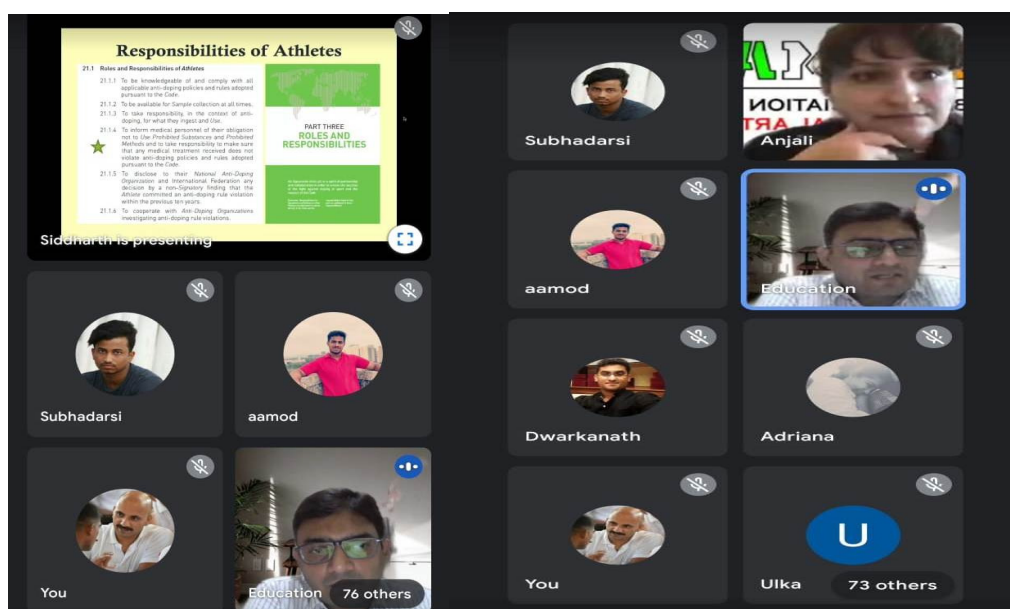 Responsibilities of Athletes
21.1 Roles and Responsibilities of Athletes
21.1.1 To be knowledgeable of and comply with all
applicable anti-doping policies and rules adopted
pursuant to the Code.
21.1.2 To be available for Sample collection at all times.
21.1.3 To take responsibility, in the context of anti-
doping, for what they ingest and Use.
21.1.4 To inform medical personnel of their obligation
not to Use Prohibited Substances and Prohibited
Methods and to take responsibility to make sure
that any medical treatment received does not
violate anti-doping policies and rules adopted
pursuant to the Code.
21.1.5 To disclose to their National Anti-Doping
Organization and International Federation any
decision by a non-Signatory finding that the
Athlete committed an anti-doping rule violation
within the previous ten years.
21.1.6 To cooperate with Anti-Doping Organizations
investigating anti-doping rule violations.
PART THREE
ROLES AND
RESPONSIBILITIES
Siddharth is presenting
Subhadarsi
aamod
You
Education
76 others
Subhadarsi
Anjali
aamod
Education
Dwarkanath
Adriana
You
U
Ulka
73 others